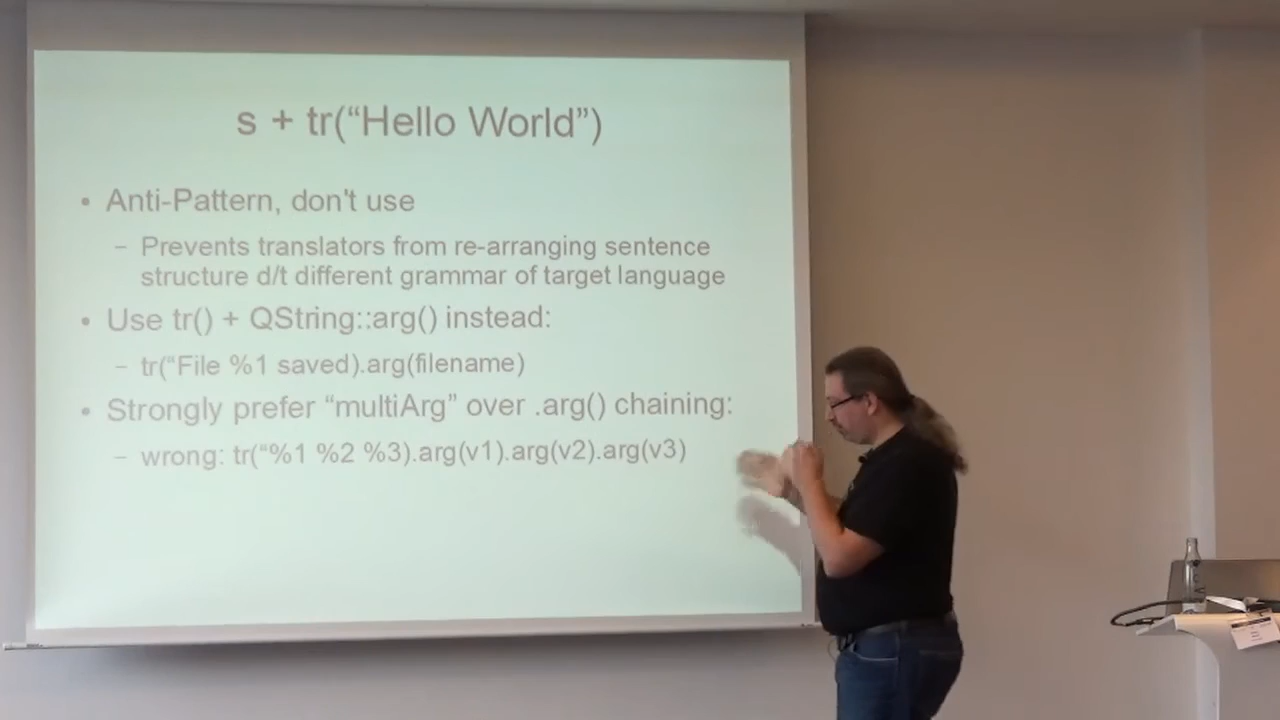 s + tr(“Hello World”)
• Anti-Pattern, don't use
– Prevents translators from re-arranging sentence
structure d/t different grammar of target language
• Use tr() + QString::arg() instead:
– tr(“File %1 saved).arg(filename)
• Strongly prefer “multiArg” over .arg() chaining:
– wrong: tr(“%1 %2 %3).arg(v1).arg(v2).arg(v3)